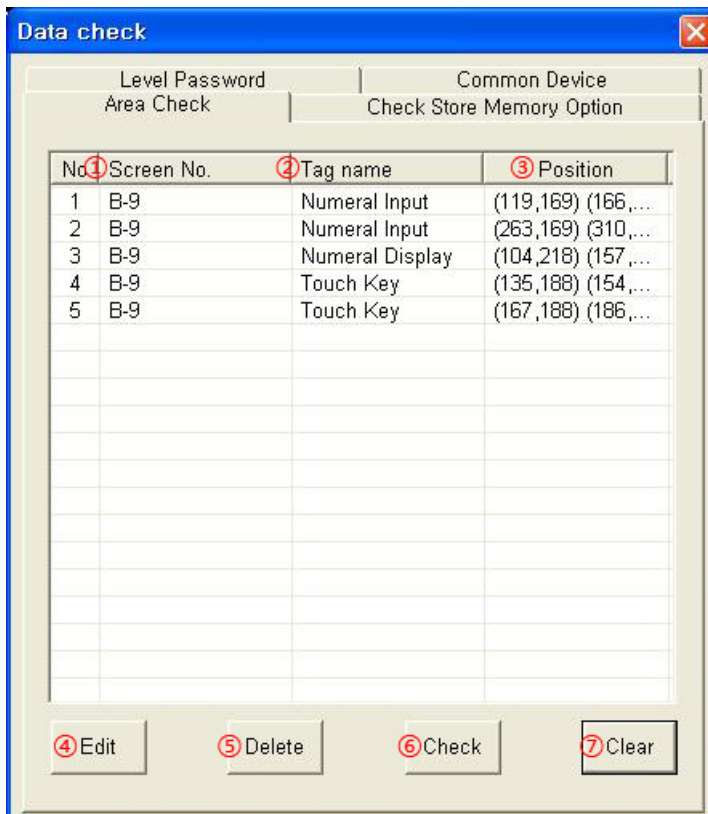 Data check
Level Password Common Device
Area Check Check Store Memory Option
No ①Screen No. ②Tag name ③Position
1 B-9 Numeral Input (119,169) (166,...
2 B-9 Numeral Input (263,169) (310,...
3 B-9 Numeral Display (104,218) (157,...
4 B-9 Touch Key (135,188) (154,...
5 B-9 Touch Key (167,188) (186,...
④Edit ⑤Delete ⑥Check ⑦Clear